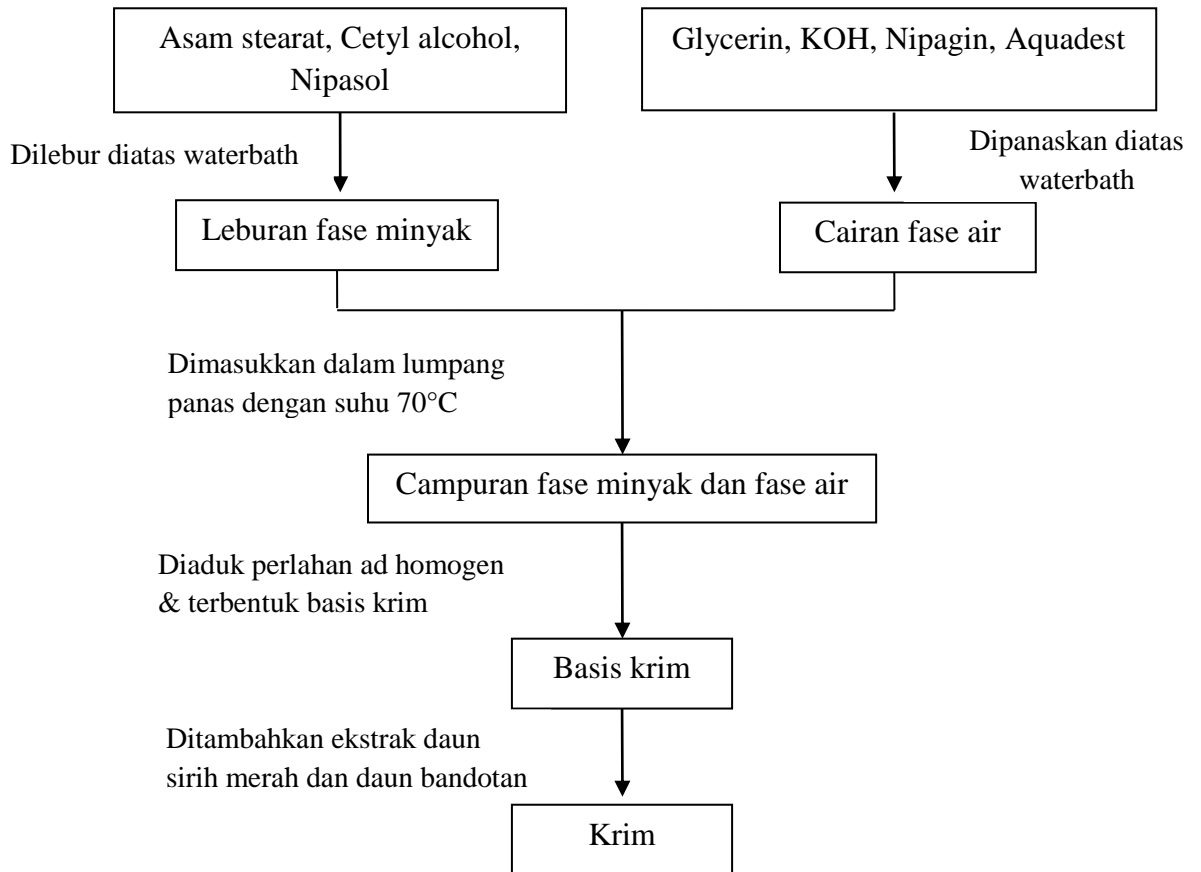 Asam stearat, Cetyl alcohol,
Nipasol
Glycerin, KOH, Nipagin, Aquadest
Dilebur diatas waterbath
Dipanaskan diatas
waterbath
Leburan fase minyak
Cairan fase air
Dimasukkan dalam lumpang
panas dengan suhu 70°C
Campuran fase minyak dan fase air
Diaduk perlahan ad homogen
& terbentuk basis krim
Basis krim
Ditambahkan ekstrak daun
sirih merah dan daun bandotan
Krim